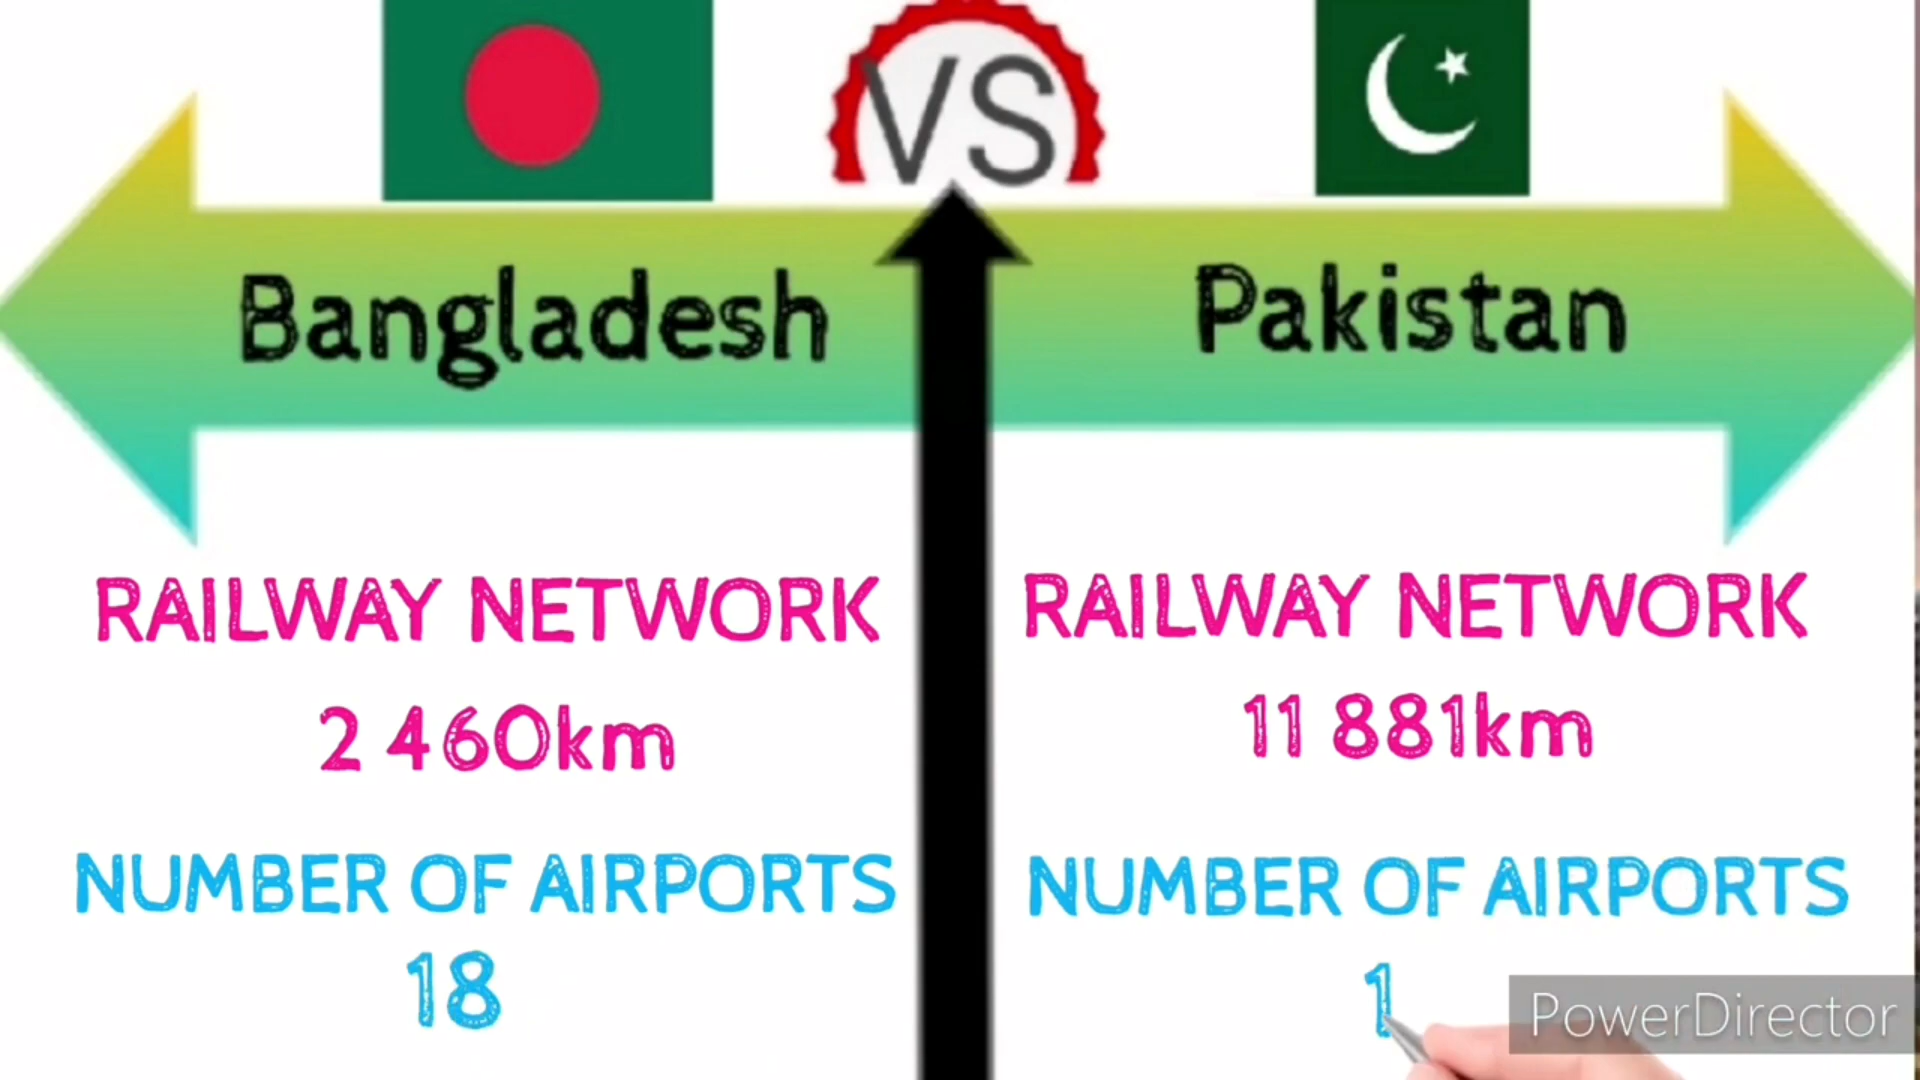 VS
Bangladesh
Pakistan
RAILWAY NETWORK
2 460km
NUMBER OF AIRPORTS
18
RAILWAY NETWORK
11 881km
NUMBER OF AIRPORTS
1
PowerDirector